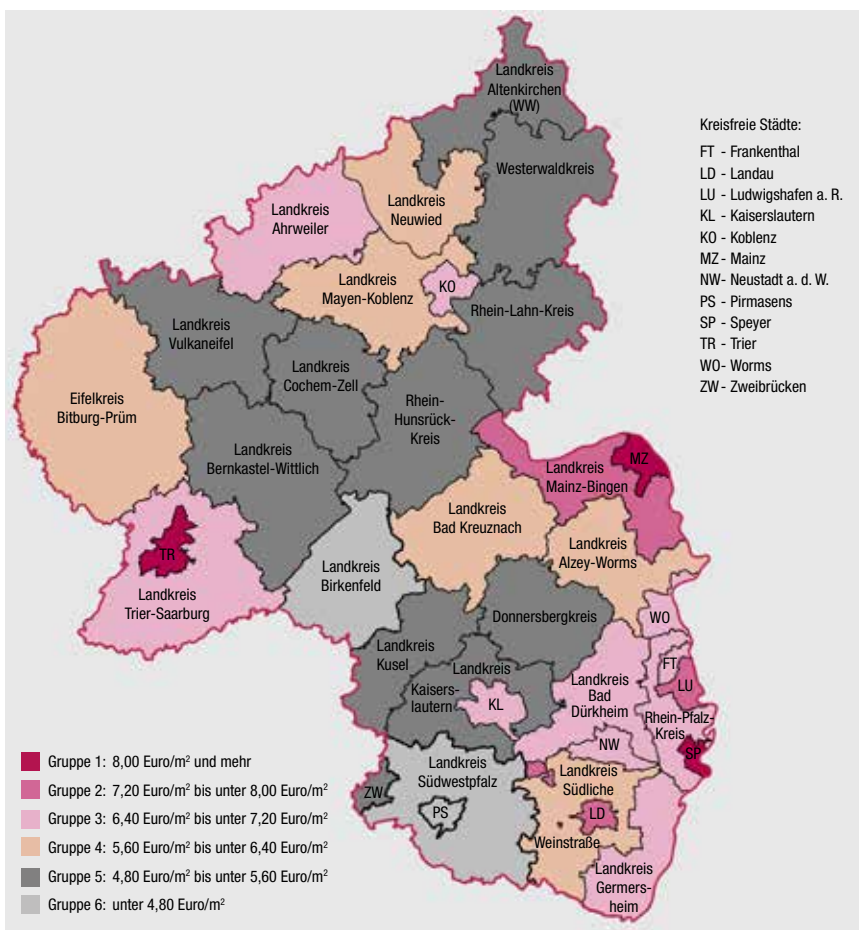 Landkreis
Altenkirchen
(WW)
Westerwaldkreis
Landkreis
Neuwied
Landkreis
Ahrweiler
Landkreis
Mayen-Koblenz
KO
Rhein-Lahn-Kreis
Landkreis
Vulkaneifel
Landkreis
Cochem-Zell
Eifelkreis
Bitburg-Prüm
Rhein-
Hunsrück-
Kreis
Landkreis
Bernkastel-Wittlich
Landkreis
Mainz-Bingen
MZ
Landkreis
Bad Kreuznach
Landkreis
Alzey-Worms
TR
Landkreis
Trier-Saarburg
Landkreis
Birkenfeld
Donnersbergkreis
WO
Landkreis
Kusel
Landkreis
Kaisers-
lautern
KL
Landkreis
Bad
Dürkheim
FT
LU
Rhein-Pfalz-
Kreis
SP
NW
Landkreis
Südwestpfalz
ZW
PS
Landkreis
Südliche
LD
Weinstraße
Landkreis
Germers-
heim
Kreisfreie Städte:
FT - Frankenthal
LD - Landau
LU - Ludwigshafen a. R.
KL - Kaiserslautern
KO - Koblenz
MZ - Mainz
NW - Neustadt a. d. W.
PS - Pirmasens
SP - Speyer
TR - Trier
WO - Worms
ZW - Zweibrücken
Gruppe 1: 8,00 Euro/m² und mehr
Gruppe 2: 7,20 Euro/m² bis unter 8,00 Euro/m²
Gruppe 3: 6,40 Euro/m² bis unter 7,20 Euro/m²
Gruppe 4: 5,60 Euro/m² bis unter 6,40 Euro/m²
Gruppe 5: 4,80 Euro/m² bis unter 5,60 Euro/m²
Gruppe 6: unter 4,80 Euro/m²